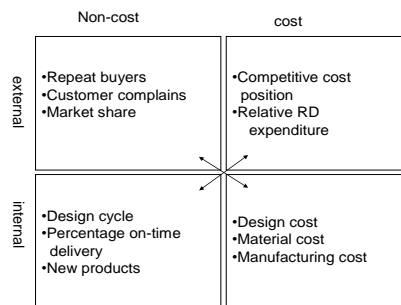 Non-cost
cost
external
•Repeat buyers
•Customer complains
•Market share
•Competitive cost
position
•Relative RD
expenditure
internal
•Design cycle
•Percentage on-time
delivery
•New products
•Design cost
•Material cost
•Manufacturing cost